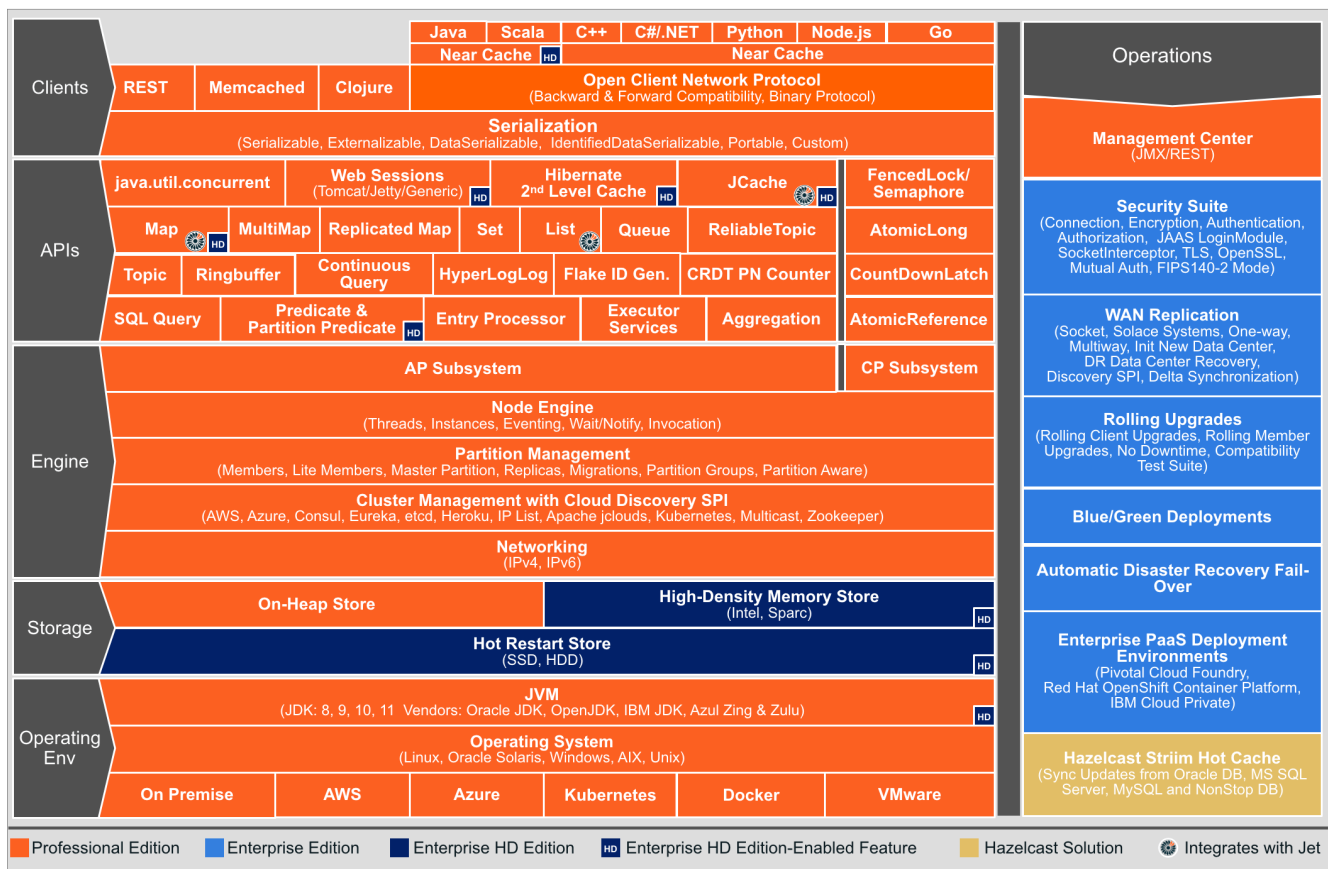 Clients
Java Scala C++ C#/.NET Python Node.js Go
Near Cache HD Near Cache
REST Memcached Clojure
Open Client Network Protocol
(Backward & Forward Compatibility, Binary Protocol)
Serialization
(Serializable, Externalizable, DataSerializable, IdentifiedDataSerializable, Portable, Custom)
APIs
java.util.concurrent
Web Sessions
(Tomcat/Jetty/Generic) HD
Hibernate
2nd Level Cache HD
JCache HD
FencedLock/
Semaphore
Map HD MultiMap Replicated Map Set List Queue ReliableTopic AtomicLong
Topic Ringbuffer
Continuous
Query
HyperLogLog Flake ID Gen. CRDT PN Counter CountDownLatch
SQL Query
Predicate &
Partition Predicate HD
Entry Processor
Executor
Services
Aggregation AtomicReference
Engine
AP Subsystem CP Subsystem
Node Engine
(Threads, Instances, Eventing, Wait/Notify, Invocation)
Partition Management
(Members, Lite Members, Master Partition, Replicas, Migrations, Partition Groups, Partition Aware)
Cluster Management with Cloud Discovery SPI
(AWS, Azure, Consul, Eureka, etcd, Heroku, IP List, Apache jclouds, Kubernetes, Multicast, Zookeeper)
Networking
(IPv4, IPv6)
Storage
On-Heap Store
High-Density Memory Store
(Intel, Sparc)
HD
Hot Restart Store
(SSD, HDD)
HD
Operating
Env
JVM
(JDK: 8, 9, 10, 11 Vendors: Oracle JDK, OpenJDK, IBM JDK, Azul Zing & Zulu)
HD
Operating System
(Linux, Oracle Solaris, Windows, AIX, Unix)
On Premise AWS Azure Kubernetes Docker VMware
Operations
Management Center
(JMX/REST)
Security Suite
(Connection, Encryption, Authentication,
Authorization, JAAS LoginModule,
SocketInterceptor, TLS, OpenSSL,
Mutual Auth, FIPS140-2 Mode)
WAN Replication
(Socket, Solace Systems, One-way,
Multiway, Init New Data Center,
DR Data Center Recovery,
Discovery SPI, Delta Synchronization)
Rolling Upgrades
(Rolling Client Upgrades, Rolling Member
Upgrades, No Downtime, Compatibility
Test Suite)
Blue/Green Deployments
Automatic Disaster Recovery Fail-
Over
Enterprise PaaS Deployment
Environments
(Pivotal Cloud Foundry,
Red Hat OpenShift Container Platform,
IBM Cloud Private)
Hazelcast Striim Hot Cache
(Sync Updates from Oracle DB, MS SQL
Server, MySQL and NonStop DB)
Professional Edition Enterprise Edition Enterprise HD Edition HD Enterprise HD Edition-Enabled Feature Hazelcast Solution Integrates with Jet